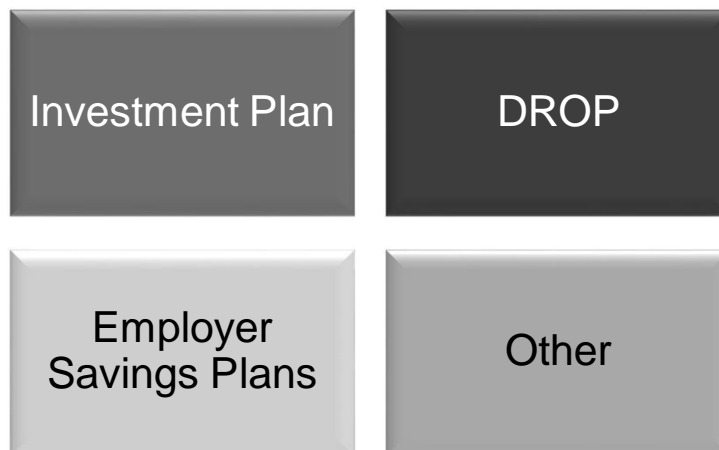 Investment Plan
DROP
Employer
Savings Plans
Other